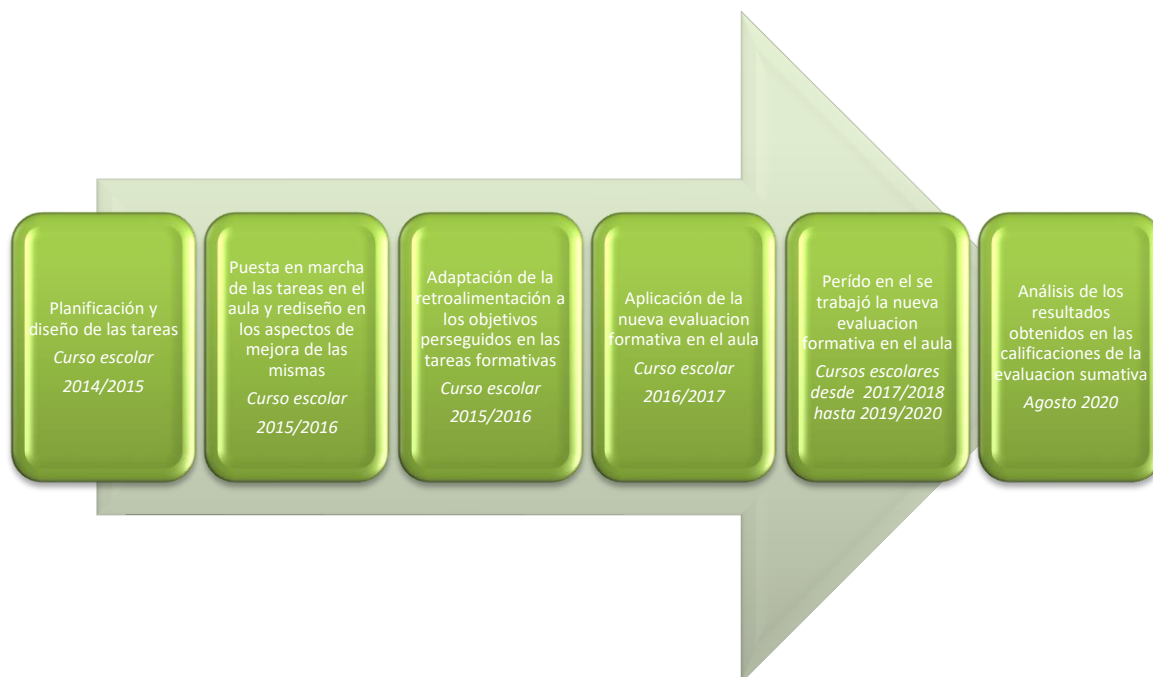 Planificación y
diseño de las tareas
Curso escolar
2014/2015
Puesta en marcha
de las tareas en el
aula y rediseño en
los aspectos de
mejora de las
mismas
Curso escolar
2015/2016
Adaptación de la
retroalimentación a
los objetivos
perseguidos en las
tareas formativas
Curso escolar
2015/2016
Aplicación de la
nueva evaluacion
formativa en el aula
Curso escolar
2016/2017
Perído en el se
trabajó la nueva
evaluacion
formativa en el aula
Cursos escolares
desde 2017/2018
hasta 2019/2020
Análisis de los
resultados
obtenidos en las
calificaciones de la
evaluacion sumativa
Agosto 2020